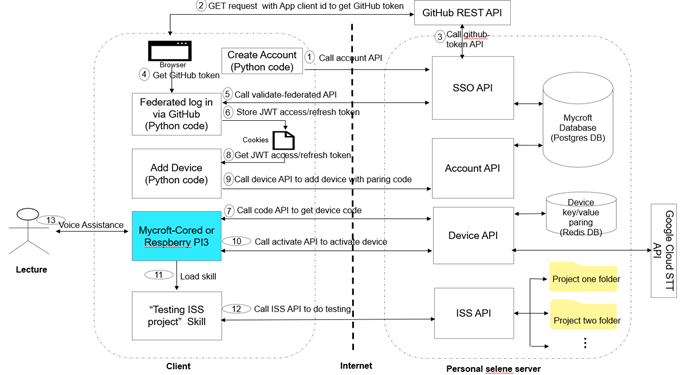 2 GET request with App client id to get GitHub token
GitHub REST API
3 Call github-
token API
Browser
Create Account
(Python code)
1 Call account API
4 Get GitHub token
SSO API
Federated log in
via GitHub
(Python code)
5 Call validate-federated API
6 Store JWT access/refresh token
Cookies
Mycroft
Database
(Postgres DB)
Add Device
(Python code)
8 Get JWT access/refresh token
9 Call device API to add device with paring code
Account API
13 Voice Assistance
Lecture
Mycroft-Cored or
Respberry PI3
7 Call code API to get device code
10 Call activate API to activate device
Device API
Device
key/value
paring
(Redis DB)
Google Cloud STT
API
11 Load skill
"Testing ISS
project" Skill
12 Call ISS API to do testing
ISS API
Project one folder
Project two folder
Client
Internet
Personal selene server